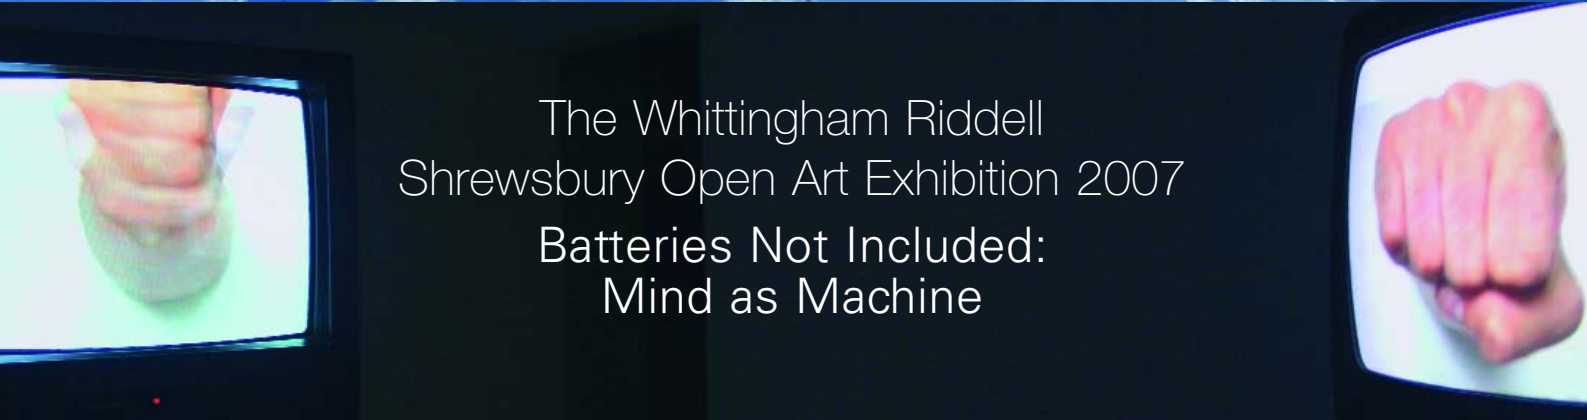 The Whittingham Riddell
Shrewsbury Open Art Exhibition 2007
Batteries Not Included:
Mind as Machine